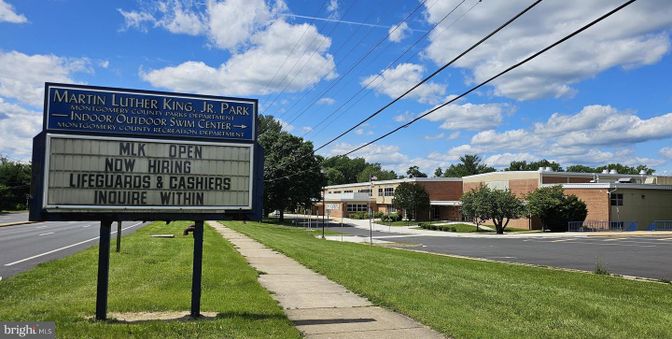 MARTIN LUTHER KING, JR. PARK
MONTGOMERY COUNTY PARKS DEPARTMENT
INDOOR/OUTDOOR SWIM CENTER
MONTGOMERY COUNTY RECREATION DEPARTMENT
MLK OPEN
NOW HIRING
LIFEGUARDS & CASHIERS
INQUIRE WITHIN
bright MLS